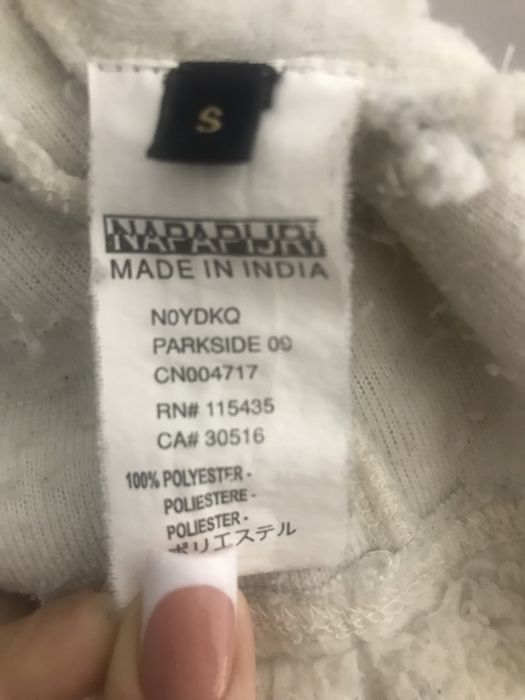 S
NAPAPIJRI
MADE IN INDIA
N0YDKQ
PARKSIDE 00
CN004717
RN# 115435
CA# 30516
100% POLYESTER -
POLIESTERE -
POLIESTER -
ポリエステル